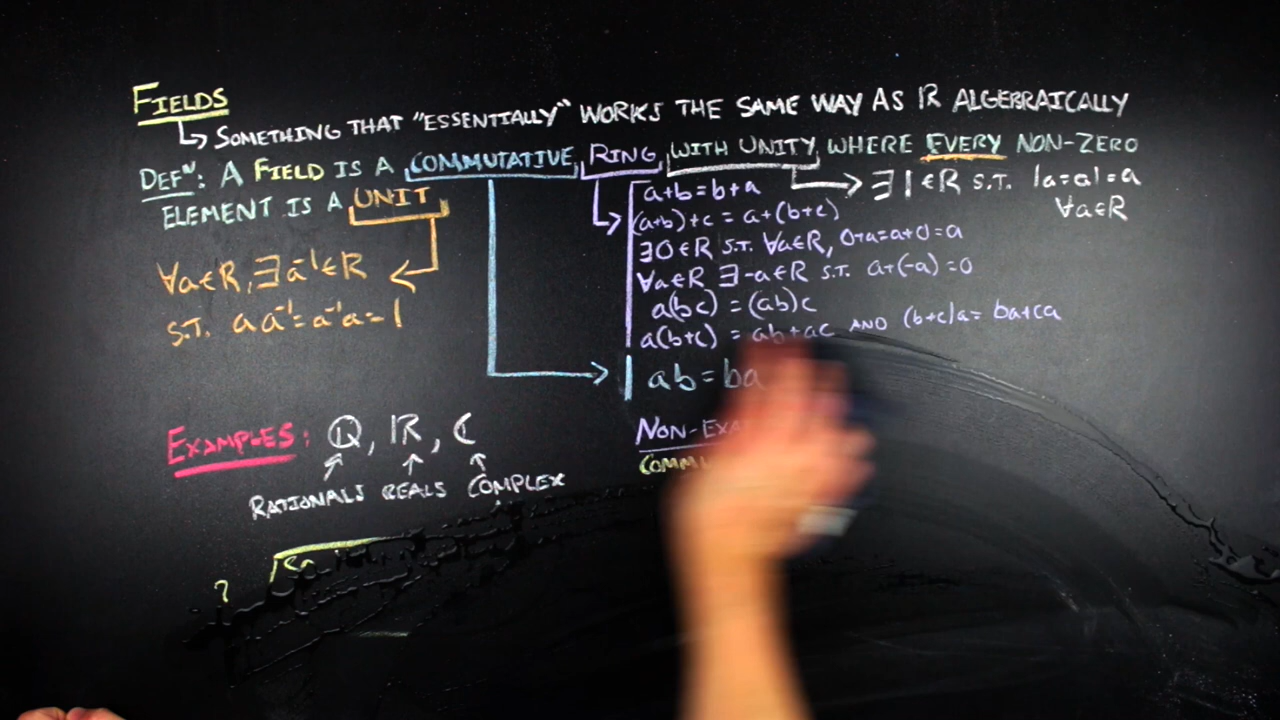 FIELDS
↳ SOMETHING THAT "ESSENTIALLY" WORKS THE SAME WAY AS ℝ ALGEBRAICALLY
DEFᴺ: A FIELD IS A COMMUTATIVE RING WITH UNITY WHERE EVERY NON-ZERO
ELEMENT IS A UNIT
∀a∈R, ∃a⁻¹∈R
S.T. aa⁻¹=a⁻¹a=1
∃1∈R S.T. 1a=a1=a
∀a∈R
a+b=b+a
(a+b)+c=a+(b+c)
∃0∈R S.T. ∀a∈R, 0+a=a+0=a
∀a∈R ∃-a∈R S.T. a+(-a)=0
a(bc)=(ab)c
a(b+c)=ab+ac AND (b+c)a=ba+ca
ab=ba
EXAMPLES: ℚ, ℝ, ℂ
RATIONALS REALS COMPLEX
NON-
?